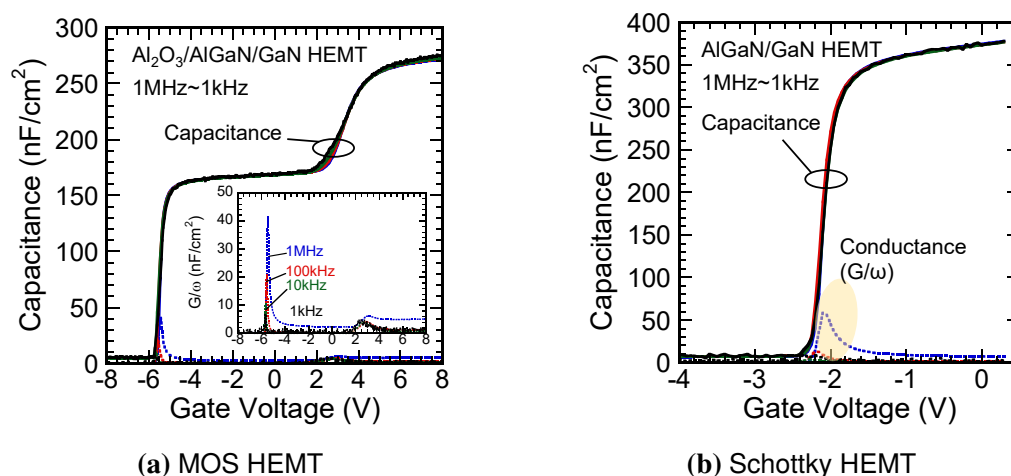 300
250
200
150
100
50
0
Capacitance (nF/cm²)
Al₂O₃/AlGaN/GaN HEMT
1MHz~1kHz
Capacitance
50
40
30
20
10
0
G/ω (nF/cm²)
1MHz
100kHz
10kHz
1kHz
-8 -6 -4 -2 0 2 4 6 8
-8 -6 -4 -2 0 2 4 6 8
Gate Voltage (V)
(a) MOS HEMT
400
350
300
250
200
150
100
50
0
Capacitance (nF/cm²)
AlGaN/GaN HEMT
1MHz~1kHz
Capacitance
Conductance
(G/ω)
-4 -3 -2 -1 0
Gate Voltage (V)
(b) Schottky HEMT